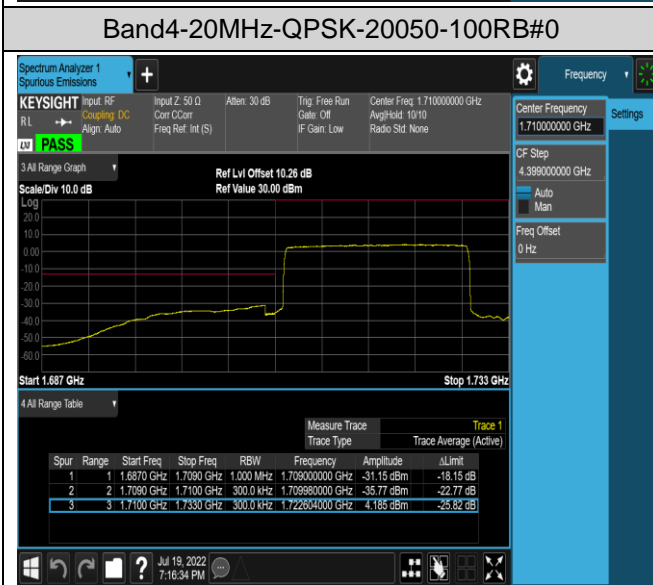 Band4-20MHz-QPSK-20050-100RB#0
Spectrum Analyzer 1
Spurious Emissions
+
Frequency
KEYSIGHT Input: RF Input Z: 50 Ω Atten: 30 dB Trig: Free Run Center Freq: 1.710000000 GHz
RL Coupling: DC Corr CCorr Gate: Off Avg|Hold: 10/10
Align: Auto Freq Ref: Int (S) IF Gain: Low Radio Std: None
LXI PASS
Center Frequency
1.710000000 GHz
Settings
CF Step
4.399000000 GHz
Auto
Man
Freq Offset
0 Hz
3 All Range Graph
Ref Lvl Offset 10.26 dB
Scale/Div 10.0 dB Ref Value 30.00 dBm
Log
20.0
10.0
0.00
-10.0
-20.0
-30.0
-40.0
-50.0
-60.0
Start 1.687 GHz Stop 1.733 GHz
4 All Range Table
Measure Trace Trace 1
Trace Type Trace Average (Active)
Spur Range Start Freq Stop Freq RBW Frequency Amplitude ΔLimit
1 1 1.6870 GHz 1.7090 GHz 1.000 MHz 1.709000000 GHz -31.15 dBm -18.15 dB
2 2 1.7090 GHz 1.7100 GHz 300.0 kHz 1.709980000 GHz -35.77 dBm -22.77 dB
3 3 1.7100 GHz 1.7330 GHz 300.0 kHz 1.722604000 GHz 4.185 dBm -25.82 dB
? Jul 19, 2022
7:16:34 PM